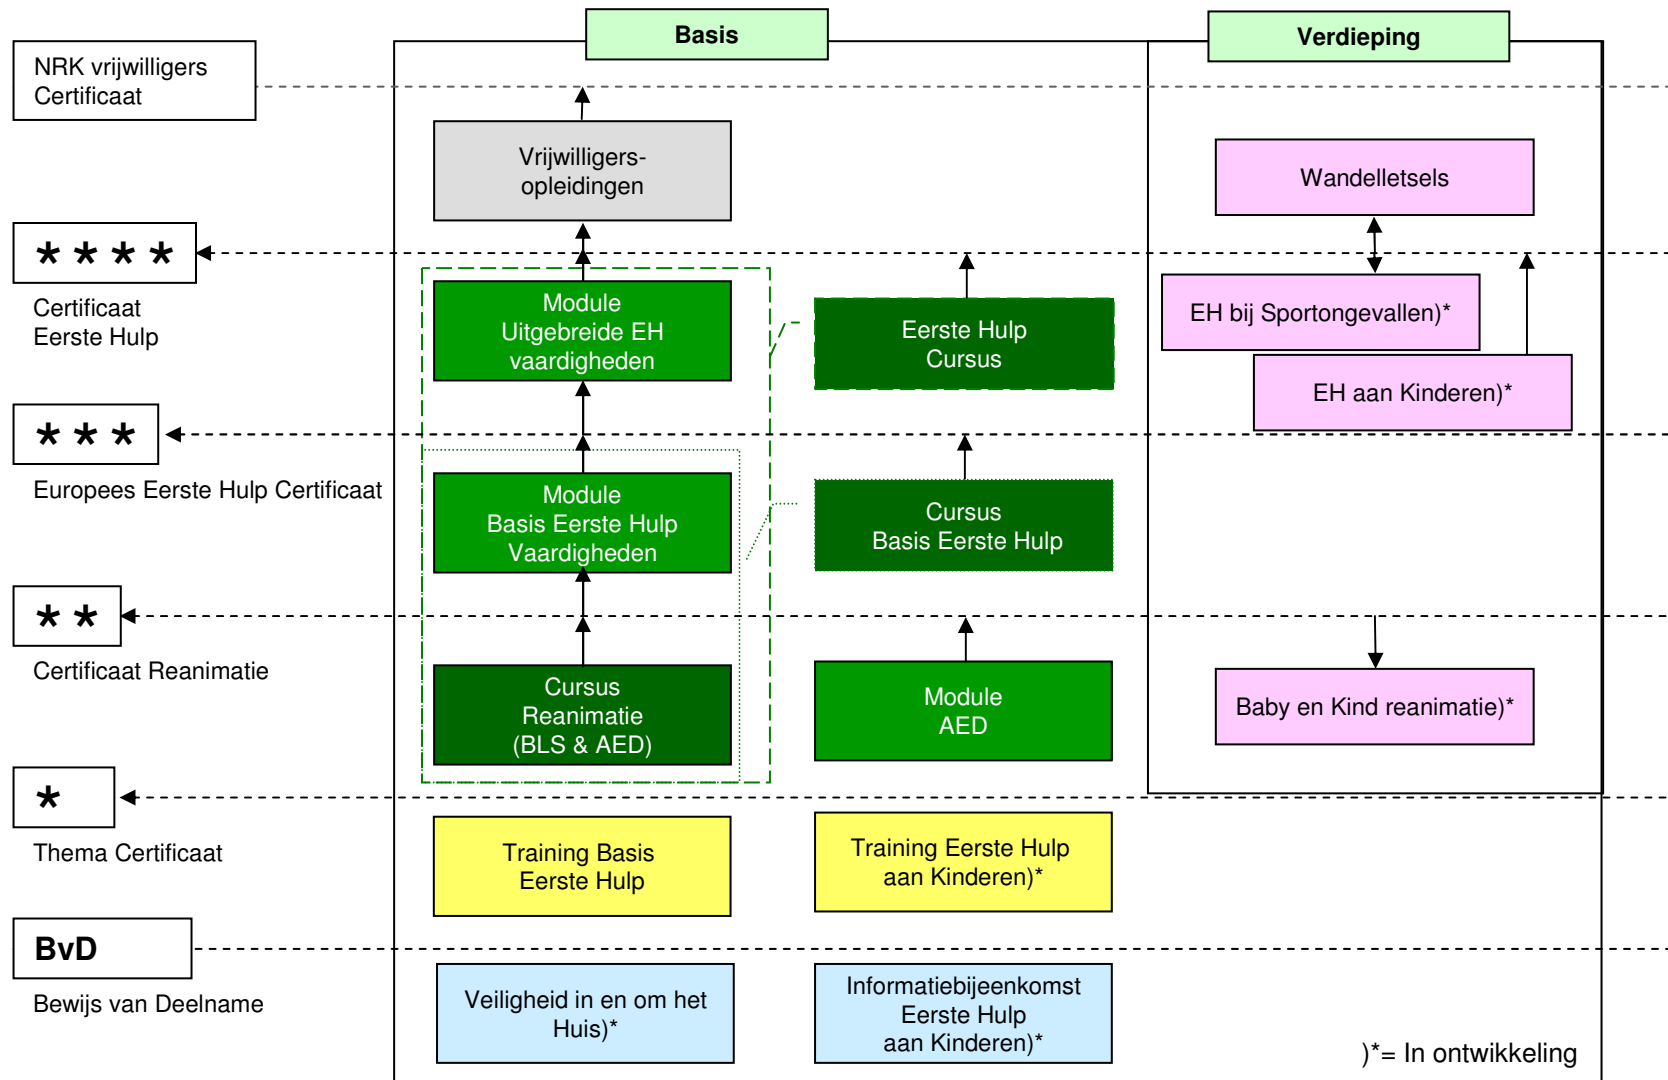 Basis
Verdieping
NRK vrijwilligers
Certificaat
Vrijwilligers-
opleidingen
Wandelletsels
* * * *
Certificaat
Eerste Hulp
Module
Uitgebreide EH
vaardigheden
Eerste Hulp
Cursus
EH bij Sportongevallen)*
EH aan Kinderen)*
* * *
Europees Eerste Hulp Certificaat
Module
Basis Eerste Hulp
Vaardigheden
Cursus
Basis Eerste Hulp
* *
Certificaat Reanimatie
Cursus
Reanimatie
(BLS & AED)
Module
AED
Baby en Kind reanimatie)*
*
Thema Certificaat
Training Basis
Eerste Hulp
Training Eerste Hulp
aan Kinderen)*
BvD
Bewijs van Deelname
Veiligheid in en om het
Huis)*
Informatiebijeenkomst
Eerste Hulp
aan Kinderen)*
)*= In ontwikkeling